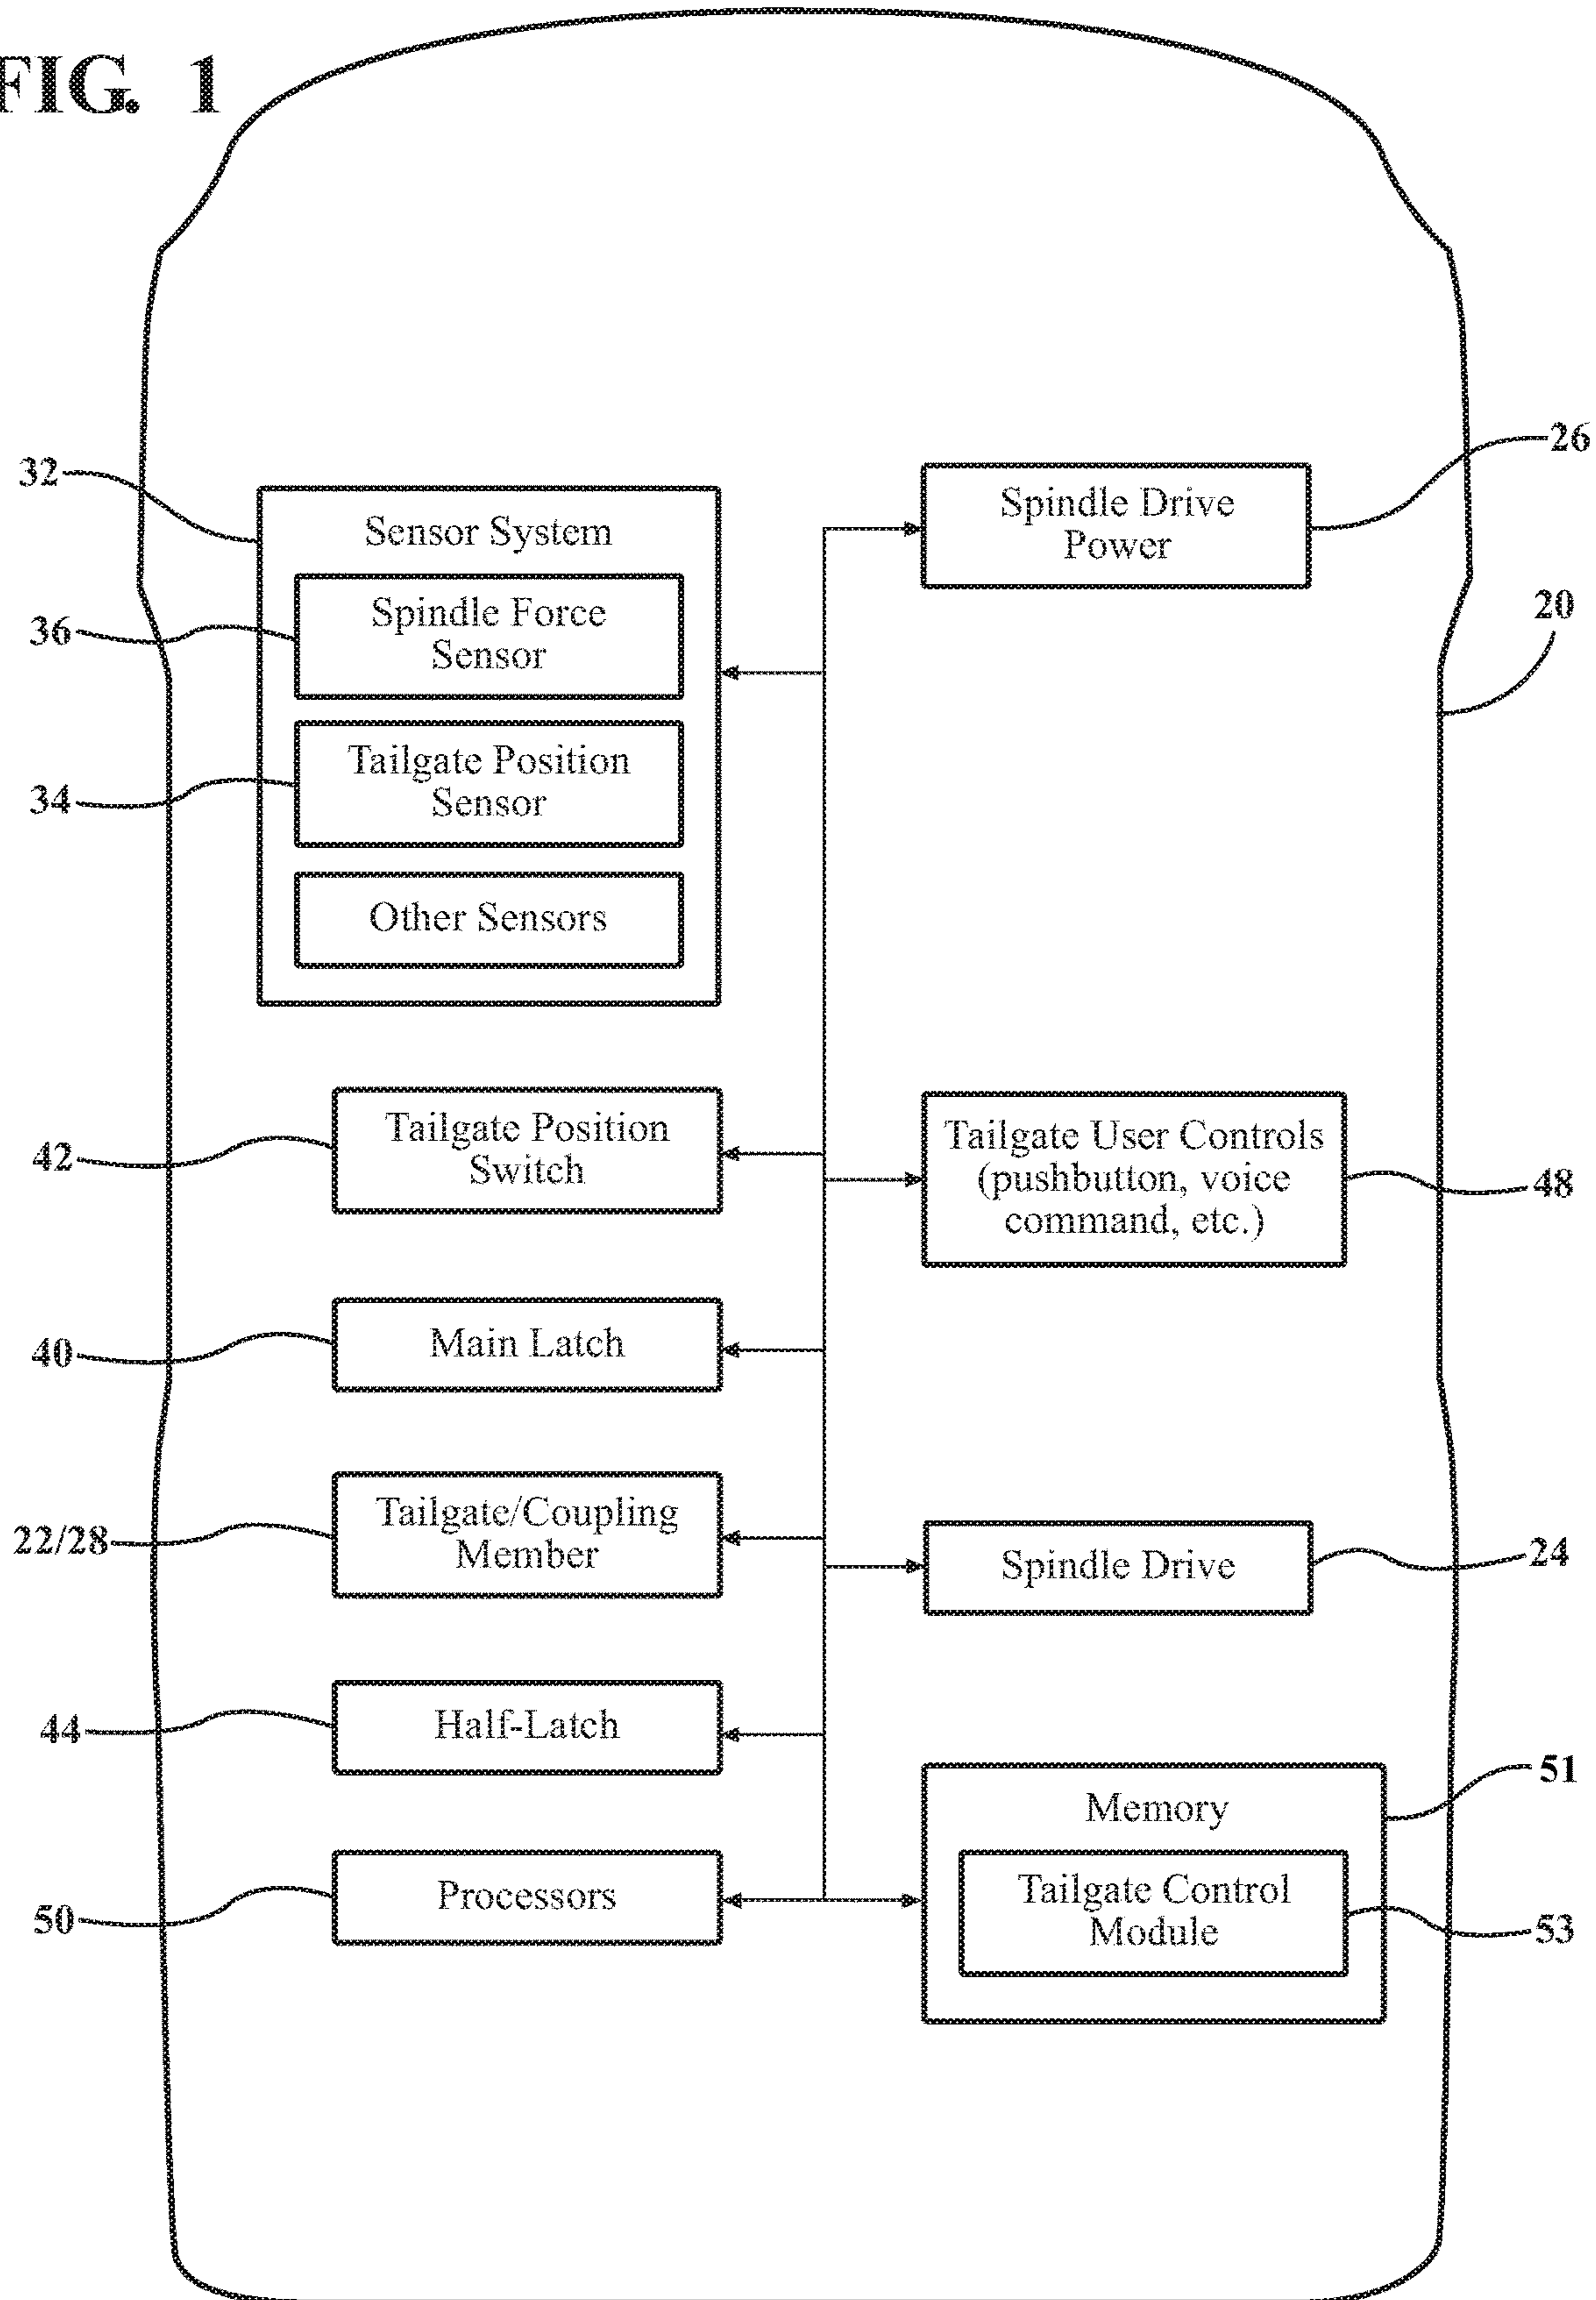 FIG. 1
26
32
Sensor System
Spindle Drive
Power
36
Spindle Force
Sensor
20
34
Tailgate Position
Sensor
Other Sensors
42
Tailgate Position
Switch
Tailgate User Controls
(pushbutton, voice
command, etc.)
48
40
Main Latch
22/28
Tailgate/Coupling
Member
Spindle Drive
24
44
Half-Latch
51
Memory
50
Processors
Tailgate Control
Module
53